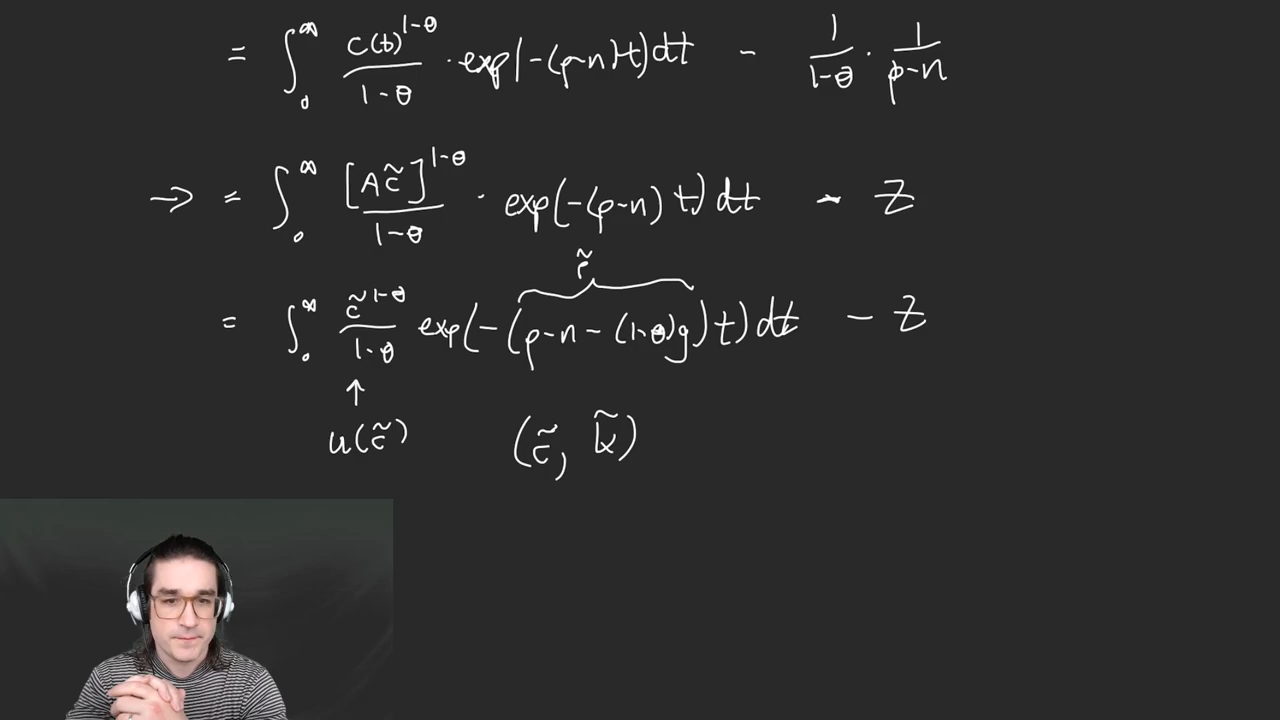 = ∫₀^∞ c(t)^{1-θ}/(1-θ) · exp(-(ρ-n)t)dt - 1/(1-θ) · 1/(ρ-n)
→ = ∫₀^∞ [Ac̃]^{1-θ}/(1-θ) · exp(-(ρ-n)t)dt - Z
ρ̃
= ∫₀^∞ c̃^{1-θ}/(1-θ) exp(-(ρ-n-(1-θ)g)t)dt - Z
↑
u(c̃) (c̃, k̃)